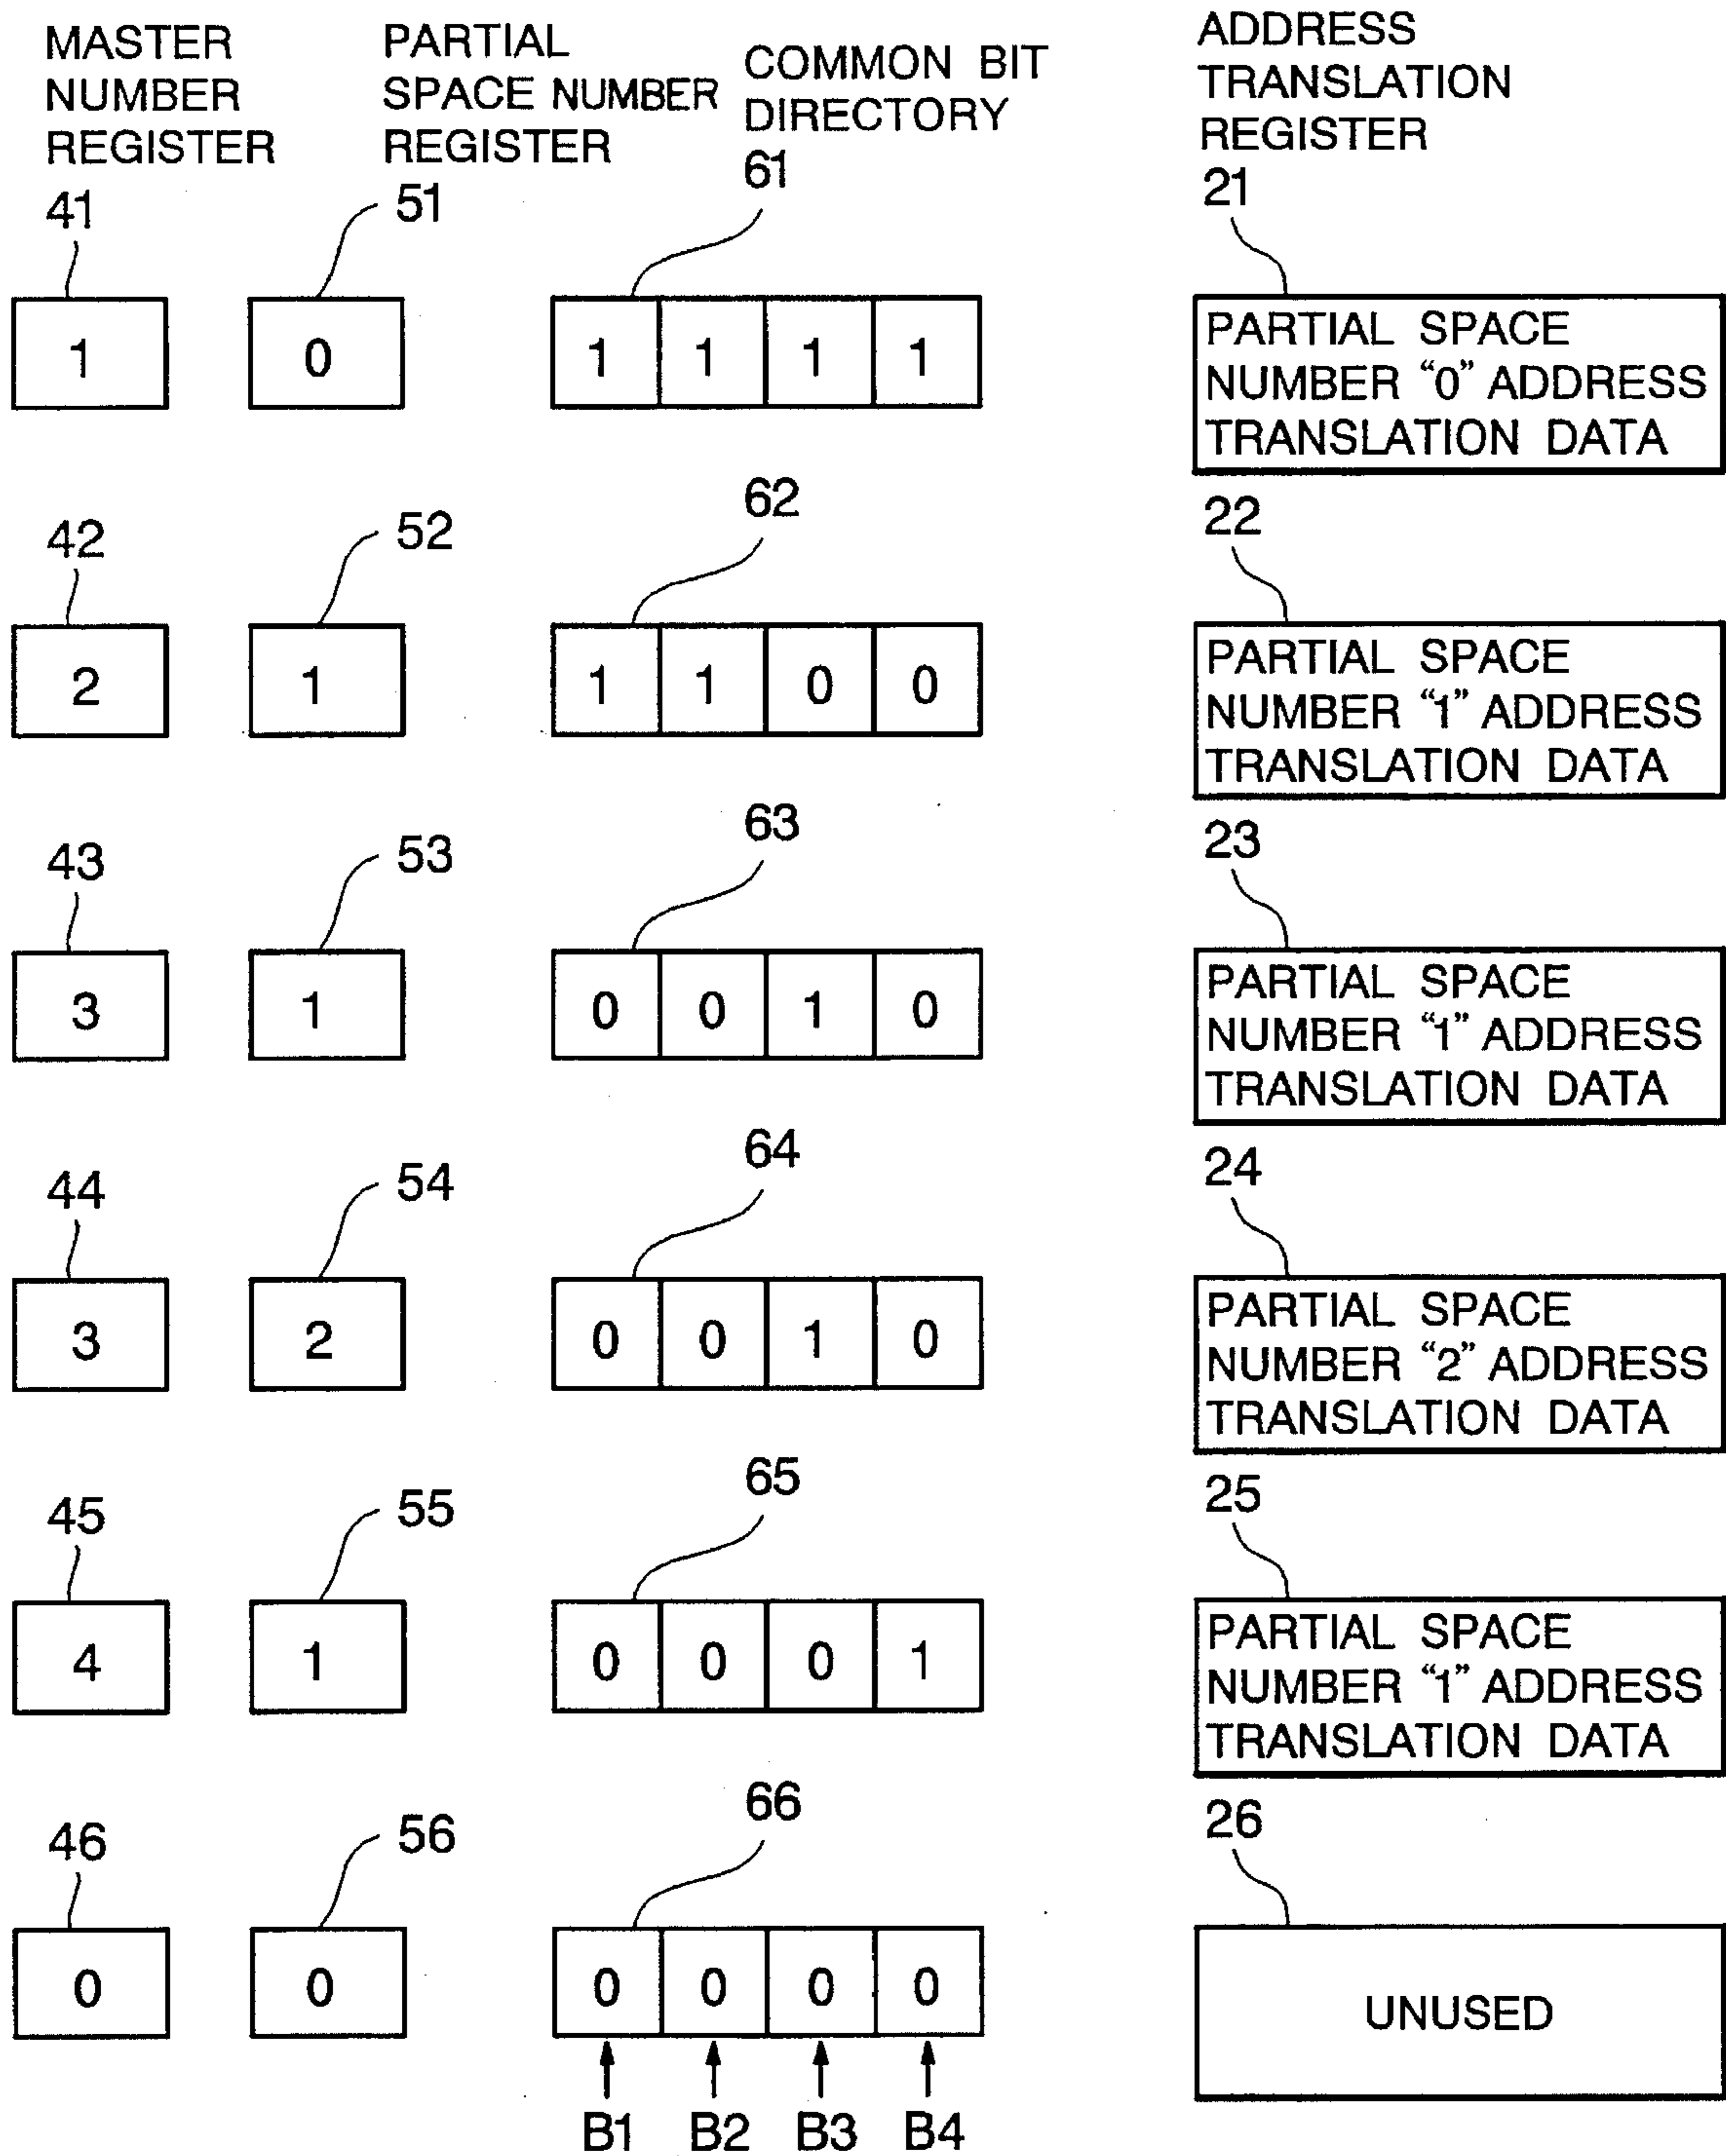 MASTER
NUMBER
REGISTER
PARTIAL
SPACE NUMBER
REGISTER
COMMON BIT
DIRECTORY
ADDRESS
TRANSLATION
REGISTER
41
51
61
21
1
0
1 1 1 1
PARTIAL SPACE
NUMBER “0” ADDRESS
TRANSLATION DATA
42
52
62
22
2
1
1 1 0 0
PARTIAL SPACE
NUMBER “1” ADDRESS
TRANSLATION DATA
43
53
63
23
3
1
0 0 1 0
PARTIAL SPACE
NUMBER “1” ADDRESS
TRANSLATION DATA
44
54
64
24
3
2
0 0 1 0
PARTIAL SPACE
NUMBER “2” ADDRESS
TRANSLATION DATA
45
55
65
25
4
1
0 0 0 1
PARTIAL SPACE
NUMBER “1” ADDRESS
TRANSLATION DATA
46
56
66
26
0
0
0 0 0 0
UNUSED
B1 B2 B3 B4